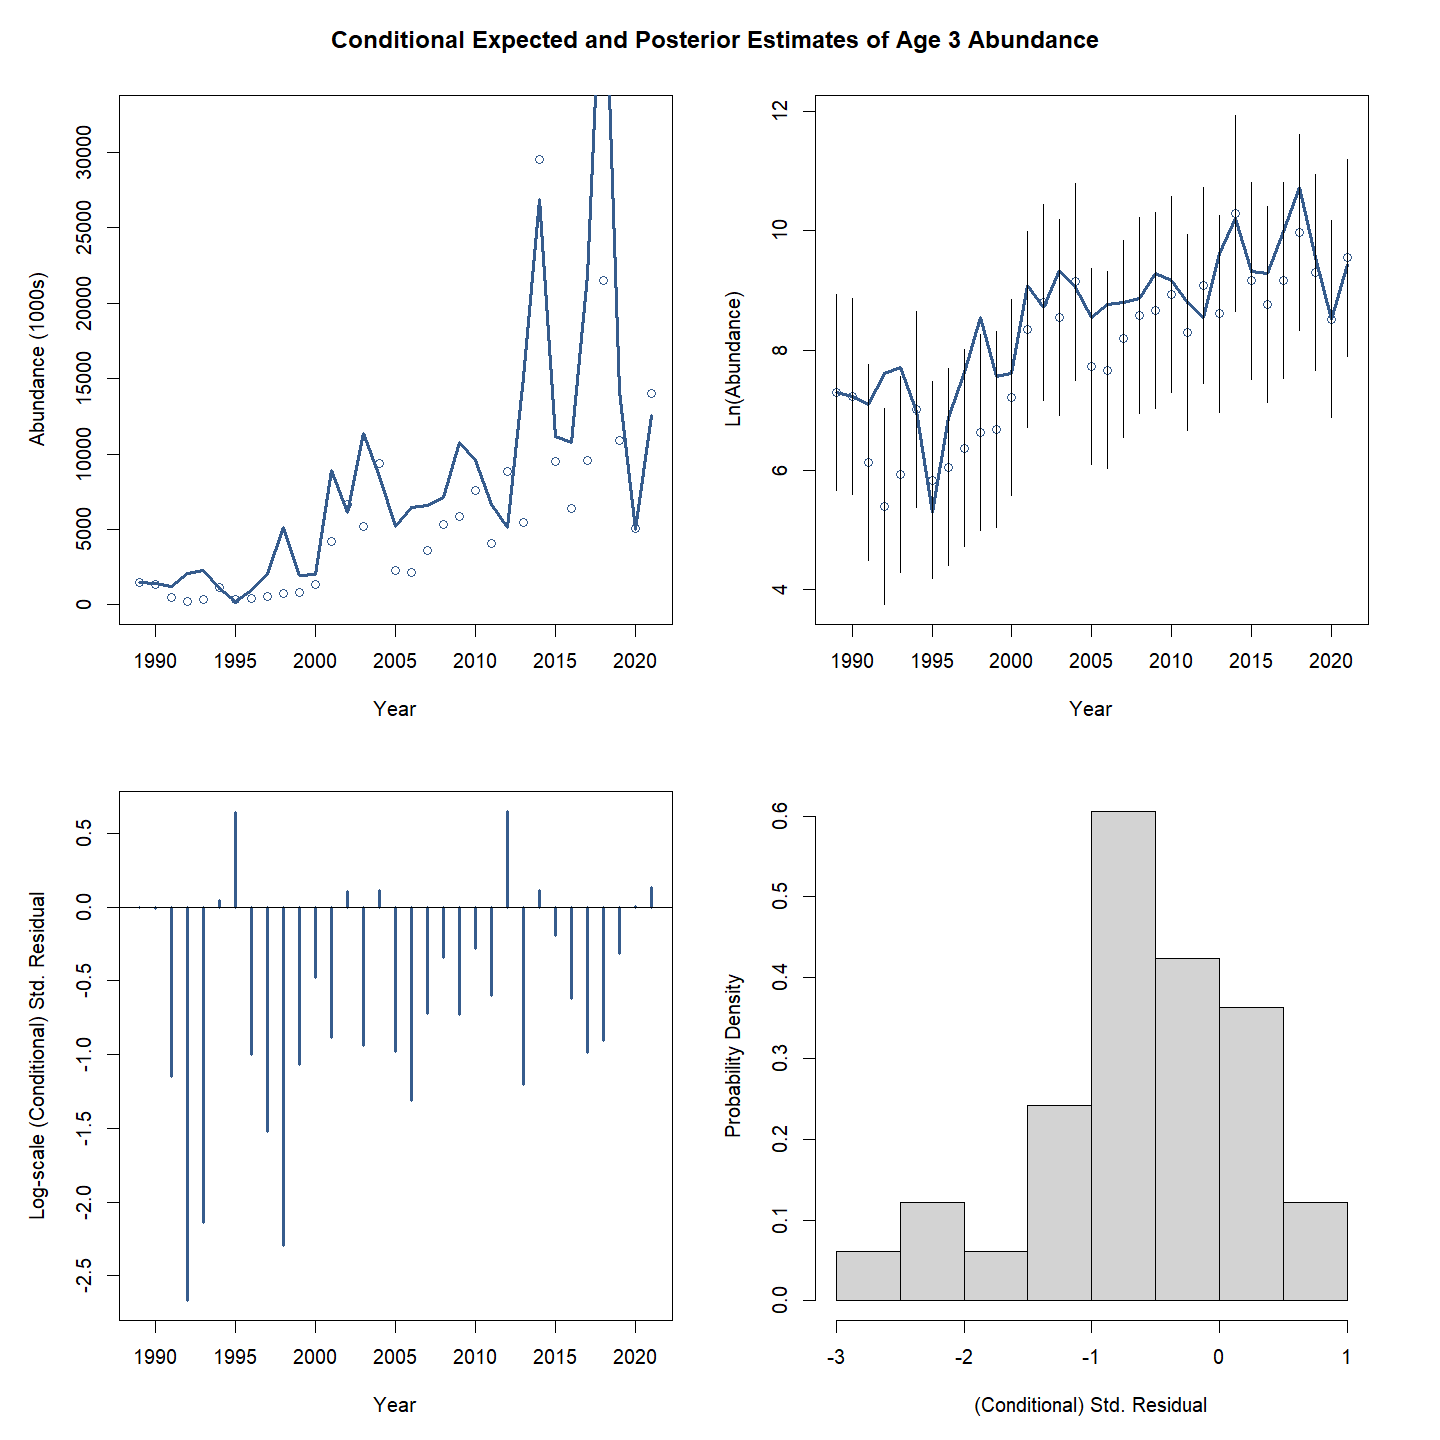 Conditional Expected and Posterior Estimates of Age 3 Abundance
Abundance (1000s)
30000
25000
20000
15000
10000
5000
0
1990 1995 2000 2005 2010 2015 2020
Year
Ln(Abundance)
12
10
8
6
4
1990 1995 2000 2005 2010 2015 2020
Year
Log-scale (Conditional) Std. Residual
0.5
0.0
-0.5
-1.0
-1.5
-2.0
-2.5
1990 1995 2000 2005 2010 2015 2020
Year
Probability Density
0.6
0.5
0.4
0.3
0.2
0.1
0.0
-3 -2 -1 0 1
(Conditional) Std. Residual